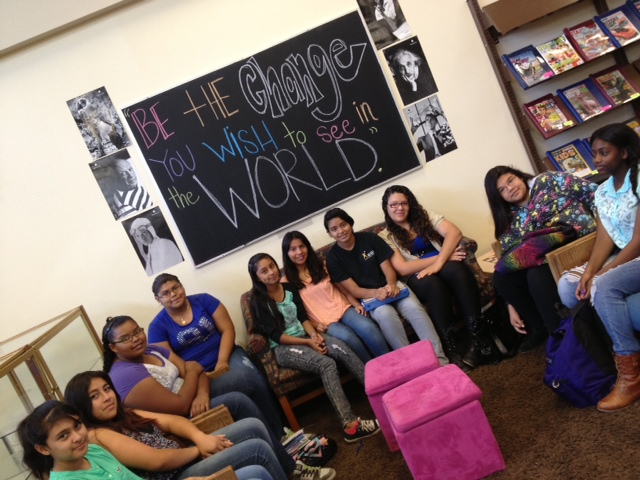 "BE THE Change
YOU WISH to see in
the WORLD."